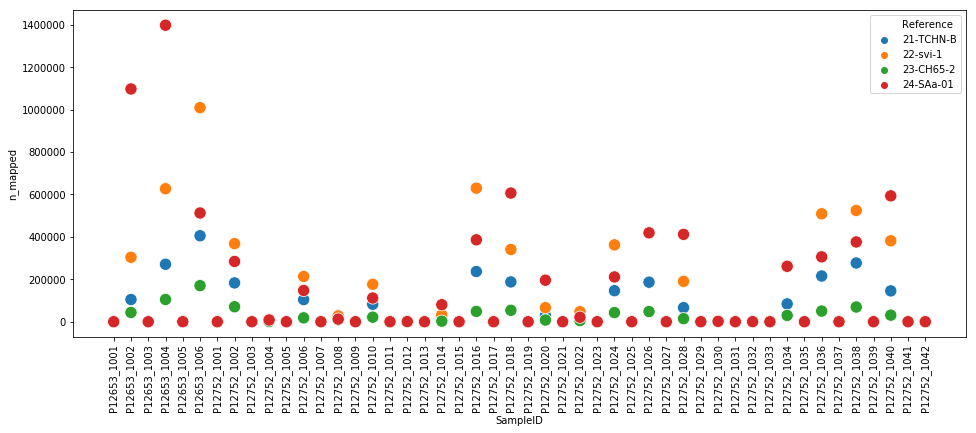 1400000
1200000
1000000
800000
600000
400000
200000
0
n_mapped
Reference
21-TCHN-B
22-svi-1
23-CH65-2
24-SAa-01
P12653_1001
P12653_1002
P12653_1003
P12653_1004
P12653_1005
P12653_1006
P12752_1001
P12752_1002
P12752_1003
P12752_1004
P12752_1005
P12752_1006
P12752_1007
P12752_1008
P12752_1009
P12752_1010
P12752_1011
P12752_1012
P12752_1013
P12752_1014
P12752_1015
P12752_1016
P12752_1017
P12752_1018
P12752_1019
P12752_1020
P12752_1021
P12752_1022
P12752_1023
P12752_1024
P12752_1025
P12752_1026
P12752_1027
P12752_1028
P12752_1029
P12752_1030
P12752_1031
P12752_1032
P12752_1033
P12752_1034
P12752_1035
P12752_1036
P12752_1037
P12752_1038
P12752_1039
P12752_1040
P12752_1041
P12752_1042
SampleID